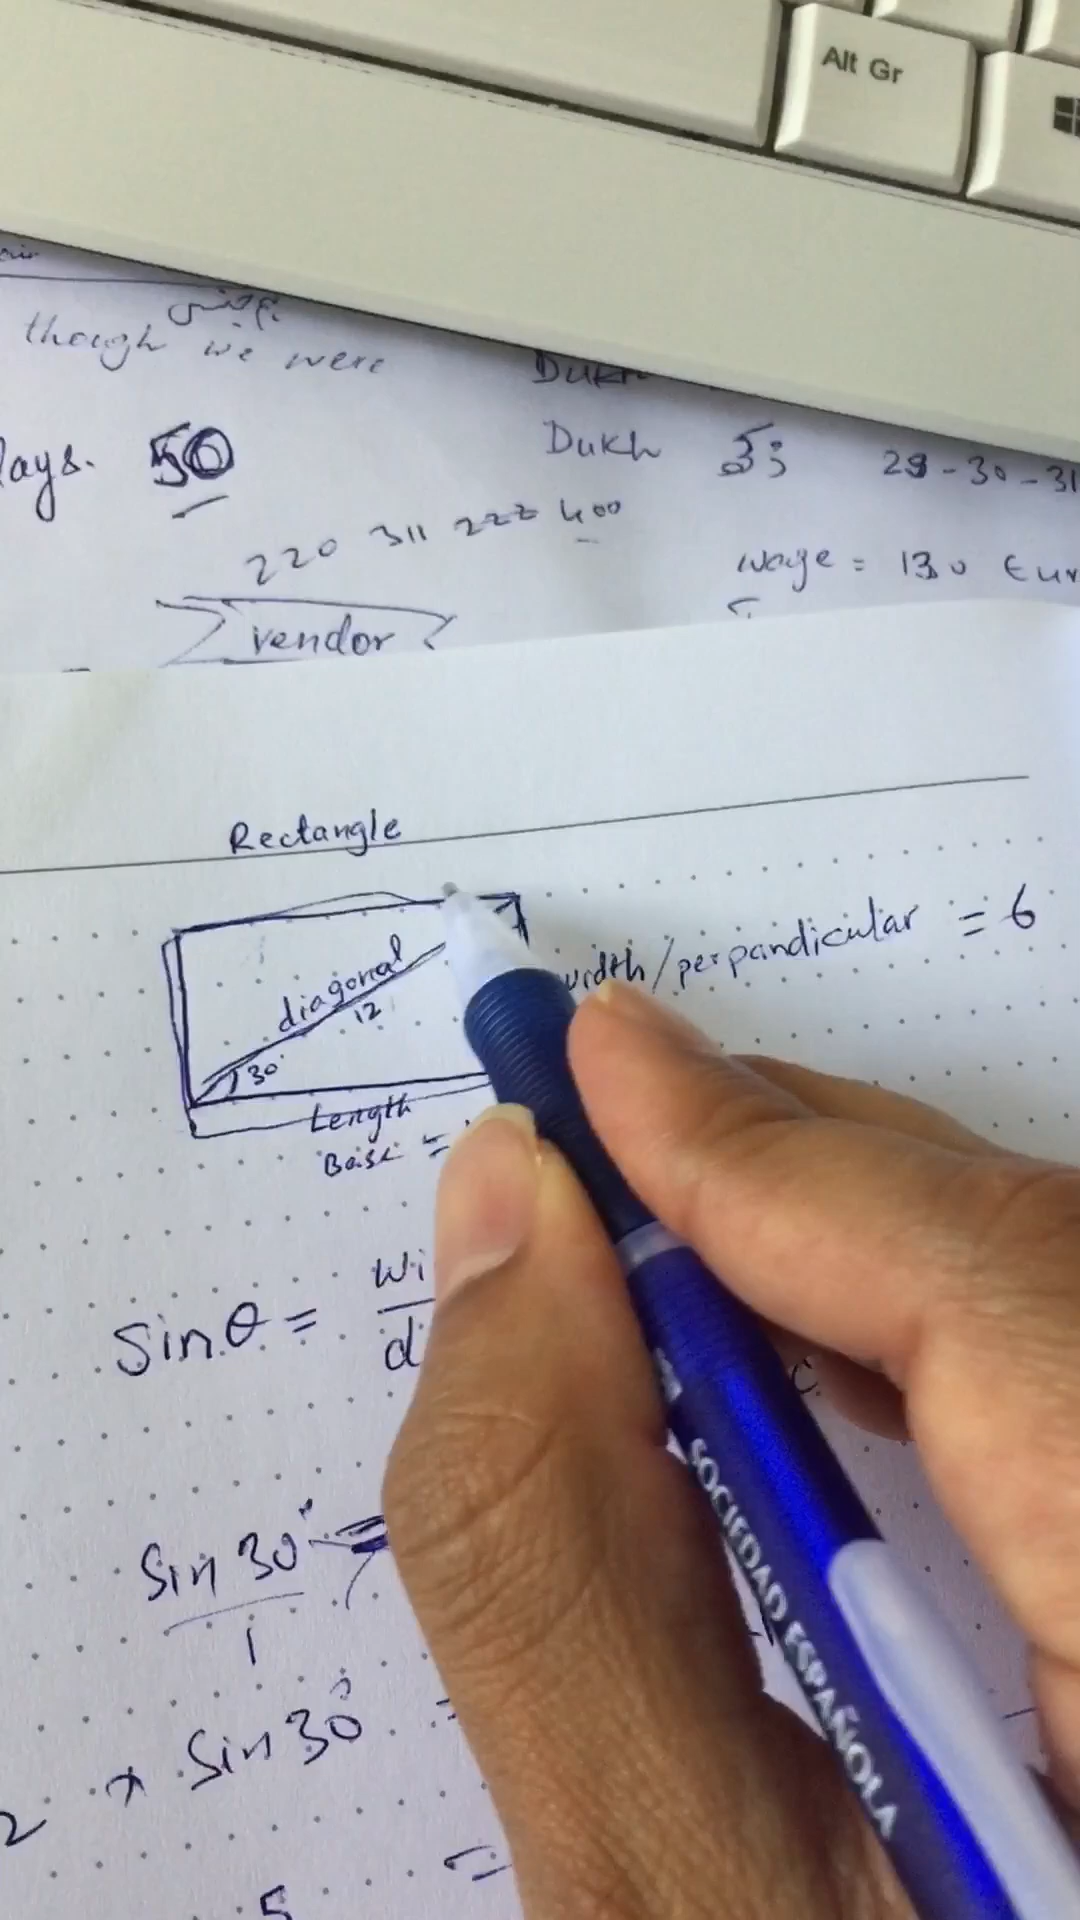 Alt Gr
though we were
Days. 50
Dukh
Dukh 33 29-30-31
220 311 222 400
wage = 130 Eur
vendor
Rectangle
width/perpandicular = 6
diagonal
12
30°
Length
Base =
Sin θ = wi
d
Sin 30° =
1
* Sin 30°
2
=
5
SOCIEDAD ESPAÑOLA